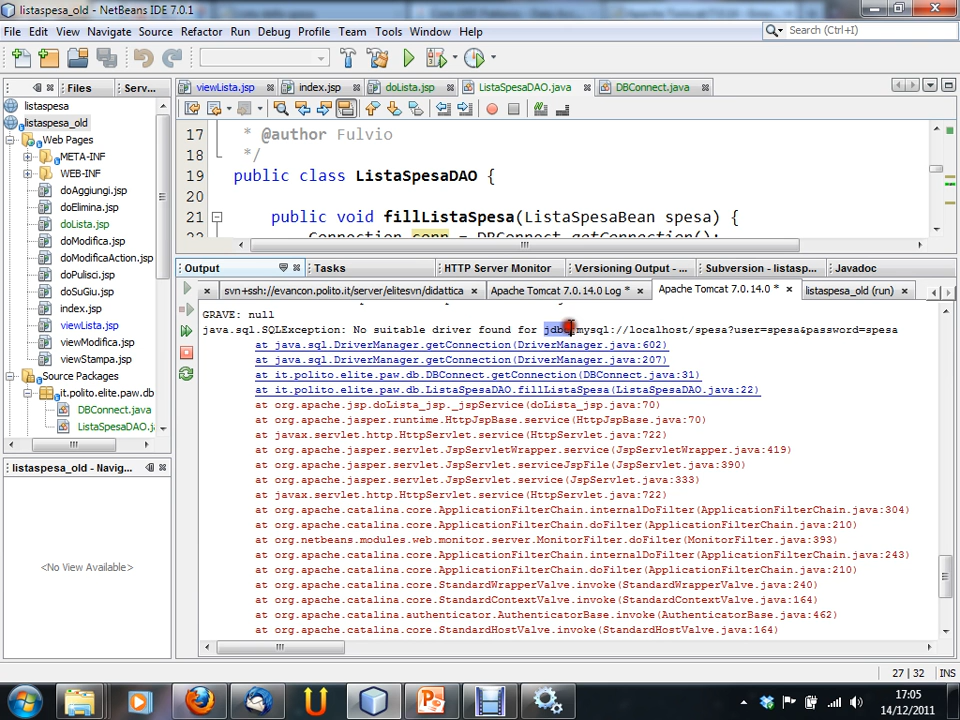 listaspesa_old - NetBeans IDE 7.0.1
File Edit View Navigate Source Refactor Run Debug Profile Team Tools Window Help
Search (Ctrl+I)
Files Serv...
viewLista.jsp index.jsp doLista.jsp ListaSpesaDAO.java DBConnect.java
listaspesa
listaspesa_old
Web Pages
META-INF
WEB-INF
doAggiungi.jsp
doElimina.jsp
doLista.jsp
doModifica.jsp
doModificaAction.jsp
doPulisci.jsp
doSuGiu.jsp
index.jsp
viewLista.jsp
viewModifica.jsp
viewStampa.jsp
Source Packages
it.polito.elite.paw.db
DBConnect.java
ListaSpesaDAO.j
17 * @author Fulvio
18 */
19 public class ListaSpesaDAO {
20
21 public void fillListaSpesa(ListaSpesaBean spesa) {
Connection conn = DBConnect.getConnection();
Output Tasks HTTP Server Monitor Versioning Output - ... Subversion - listasp... Javadoc
svn+ssh://evancon.polito.it/server/elitesvn/didattica Apache Tomcat 7.0.14.0 Log * Apache Tomcat 7.0.14.0 * listaspesa_old (run)
GRAVE: null
java.sql.SQLException: No suitable driver found for jdbc:mysql://localhost/spesa?user=spesa&password=spesa
at java.sql.DriverManager.getConnection(DriverManager.java:602)
at java.sql.DriverManager.getConnection(DriverManager.java:207)
at it.polito.elite.paw.db.DBConnect.getConnection(DBConnect.java:31)
at it.polito.elite.paw.db.ListaSpesaDAO.fillListaSpesa(ListaSpesaDAO.java:22)
at org.apache.jsp.doLista_jsp._jspService(doLista_jsp.java:70)
at org.apache.jasper.runtime.HttpJspBase.service(HttpJspBase.java:70)
at javax.servlet.http.HttpServlet.service(HttpServlet.java:722)
at org.apache.jasper.servlet.JspServletWrapper.service(JspServletWrapper.java:419)
at org.apache.jasper.servlet.JspServlet.serviceJspFile(JspServlet.java:390)
at org.apache.jasper.servlet.JspServlet.service(JspServlet.java:333)
at javax.servlet.http.HttpServlet.service(HttpServlet.java:722)
at org.apache.catalina.core.ApplicationFilterChain.internalDoFilter(ApplicationFilterChain.java:304)
at org.apache.catalina.core.ApplicationFilterChain.doFilter(ApplicationFilterChain.java:210)
at org.netbeans.modules.web.monitor.server.MonitorFilter.doFilter(MonitorFilter.java:393)
at org.apache.catalina.core.ApplicationFilterChain.internalDoFilter(ApplicationFilterChain.java:243)
at org.apache.catalina.core.ApplicationFilterChain.doFilter(ApplicationFilterChain.java:210)
at org.apache.catalina.core.StandardWrapperValve.invoke(StandardWrapperValve.java:240)
at org.apache.catalina.core.StandardContextValve.invoke(StandardContextValve.java:164)
at org.apache.catalina.authenticator.AuthenticatorBase.invoke(AuthenticatorBase.java:462)
at org.apache.catalina.core.StandardHostValve.invoke(StandardHostValve.java:164)
listaspesa_old - Navig...
<No View Available>
27 | 32 INS
17:05
14/12/2011